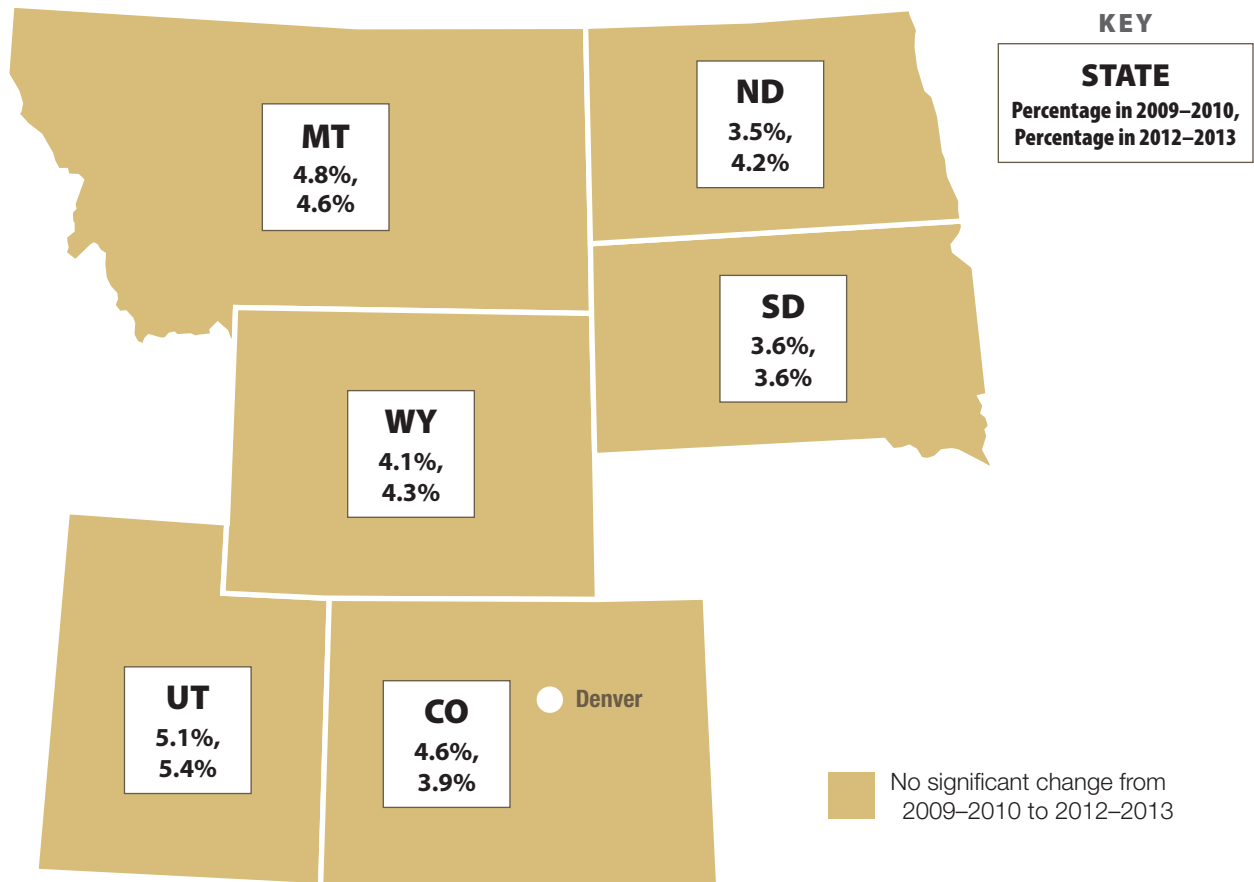 KEY
STATE
Percentage in 2009–2010,
Percentage in 2012–2013
MT
4.8%,
4.6%
ND
3.5%,
4.2%
SD
3.6%,
3.6%
WY
4.1%,
4.3%
UT
5.1%,
5.4%
CO
4.6%,
3.9%
Denver
No significant change from
2009–2010 to 2012–2013